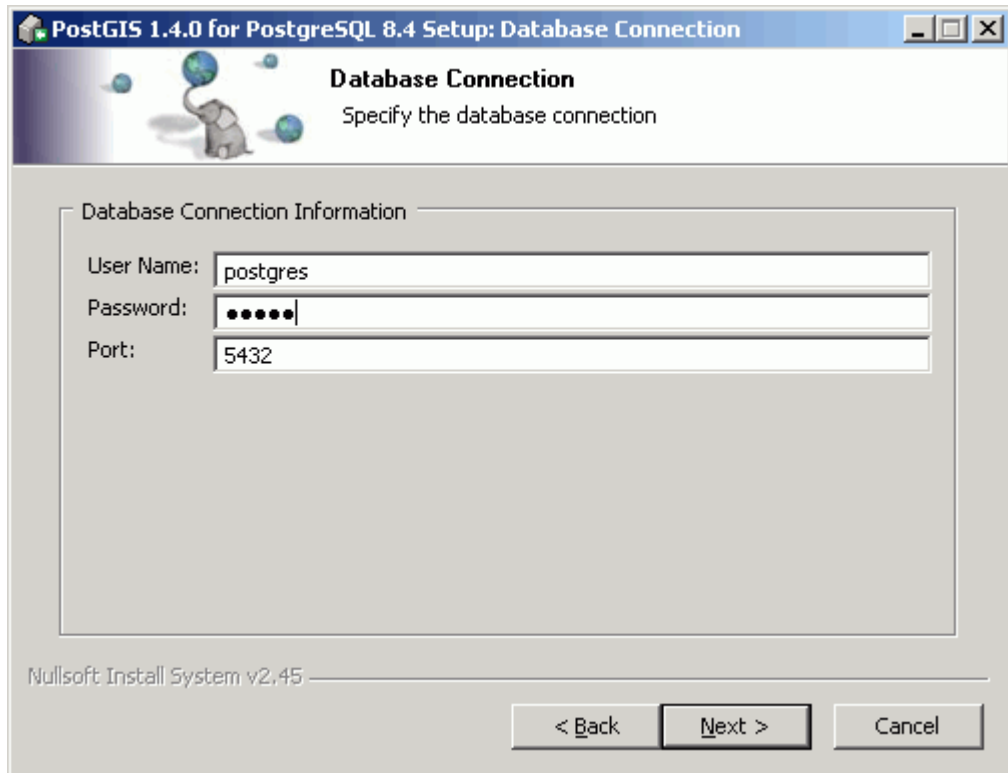 PostGIS 1.4.0 for PostgreSQL 8.4 Setup: Database Connection
Database Connection
Specify the database connection
Database Connection Information
User Name: postgres
Password: •••••
Port: 5432
Nullsoft Install System v2.45
< Back Next > Cancel